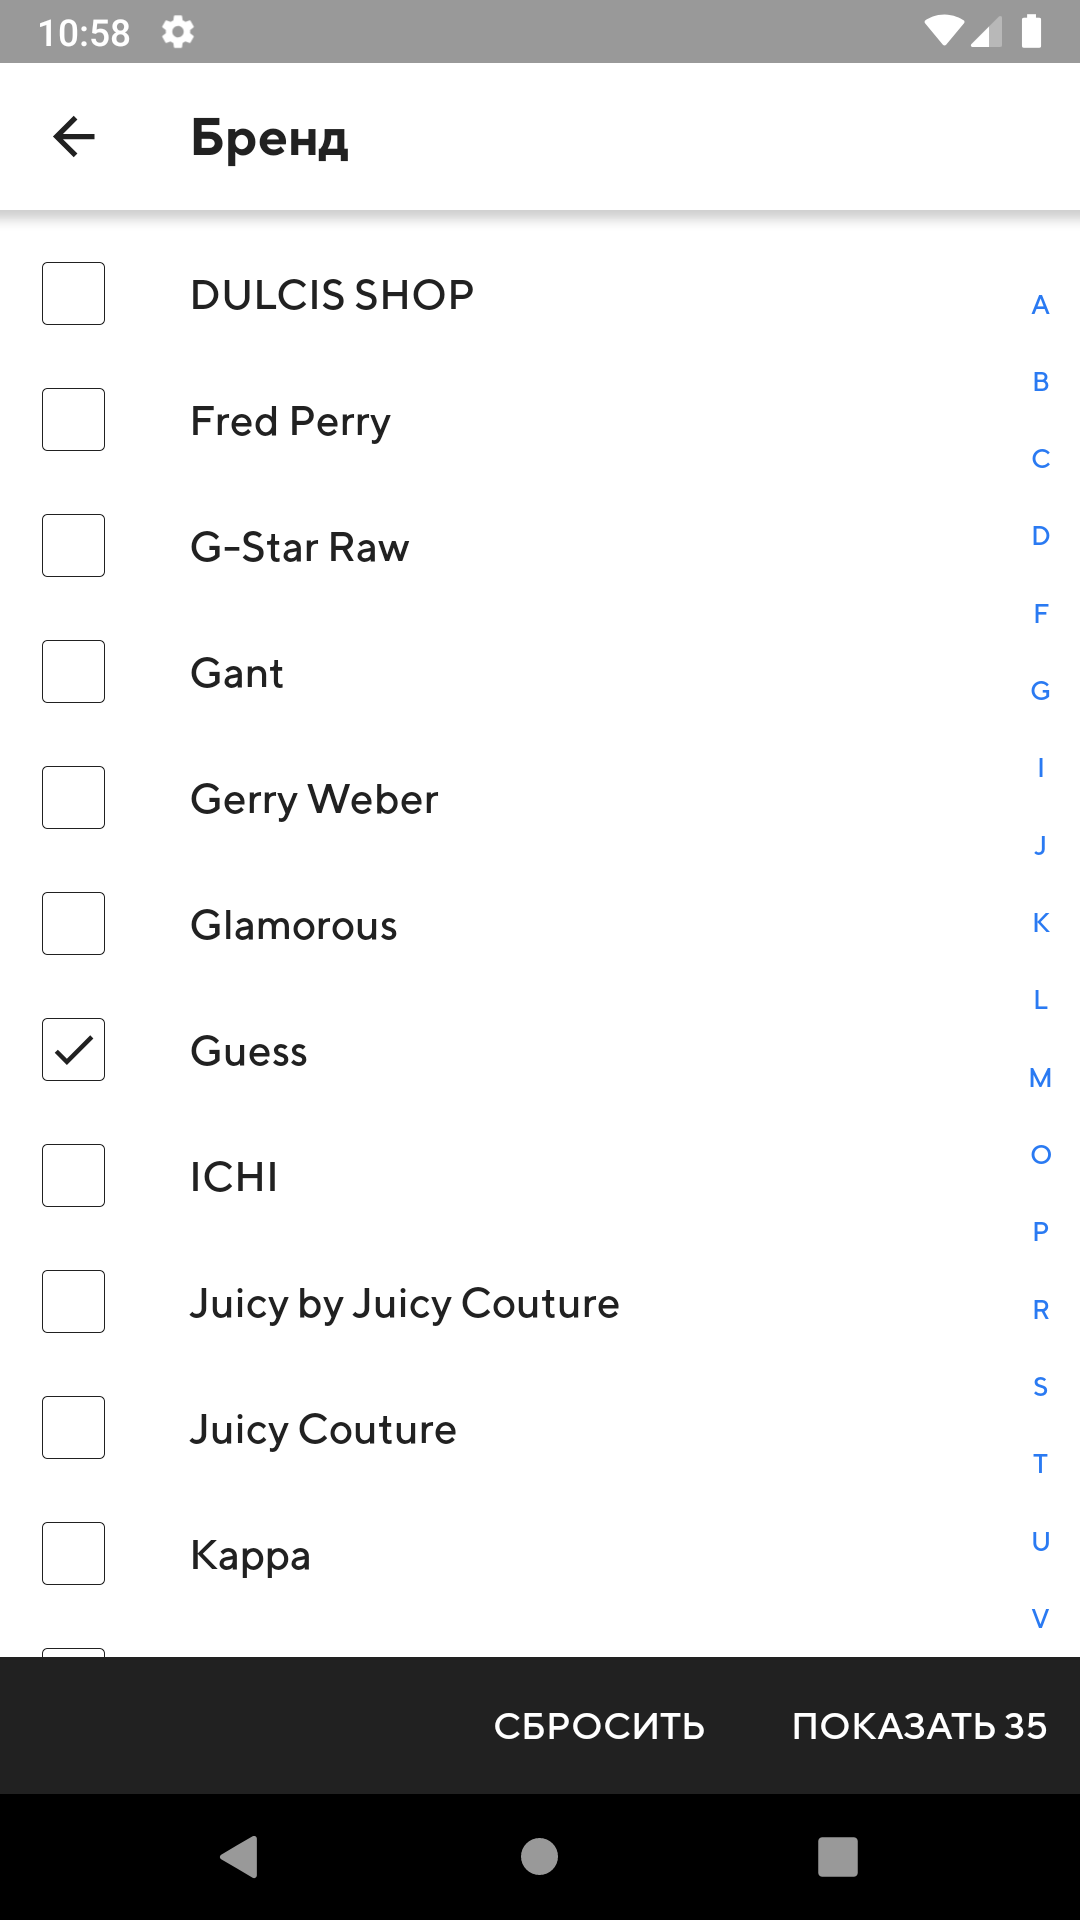 10:58
Бренд
DULCIS SHOP
Fred Perry
G-Star Raw
Gant
Gerry Weber
Glamorous
Guess
ICHI
Juicy by Juicy Couture
Juicy Couture
Kappa
A
B
C
D
F
G
I
J
K
L
M
O
P
R
S
T
U
V
СБРОСИТЬ
ПОКАЗАТЬ 35